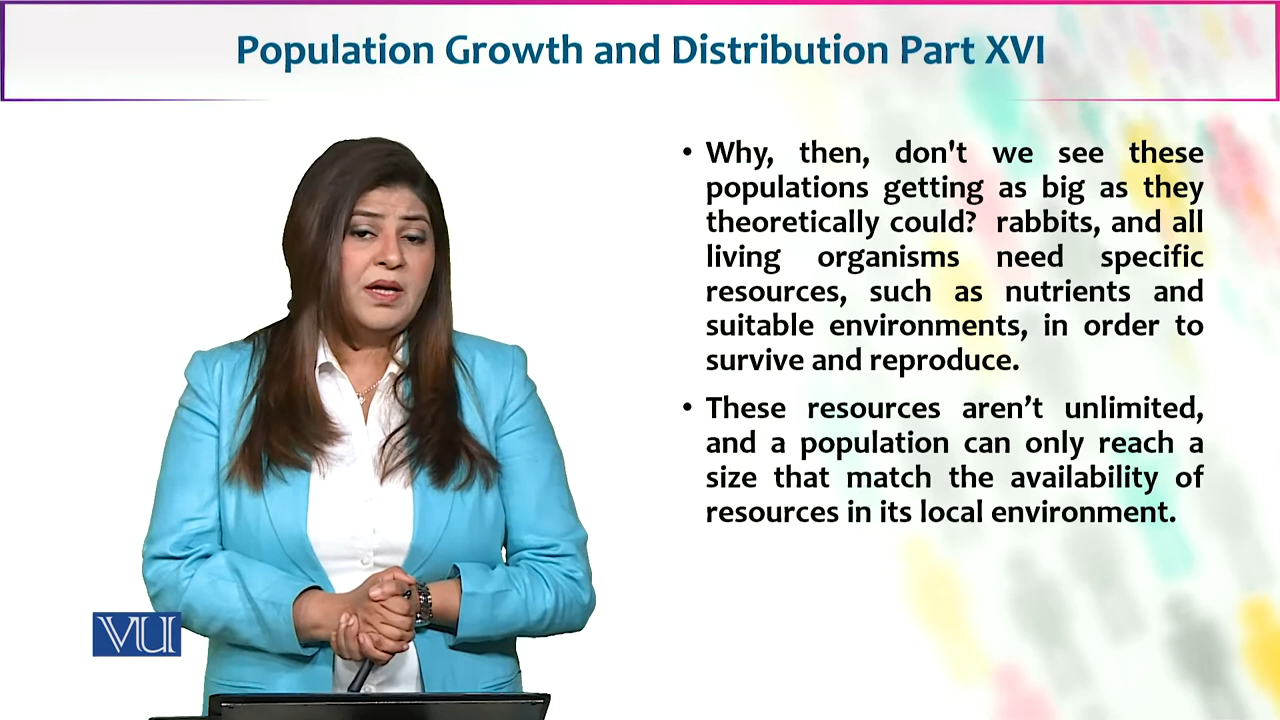 Population Growth and Distribution Part XVI
• Why, then, don't we see these
populations getting as big as they
theoretically could? rabbits, and all
living organisms need specific
resources, such as nutrients and
suitable environments, in order to
survive and reproduce.
• These resources aren’t unlimited,
and a population can only reach a
size that match the availability of
resources in its local environment.
VU